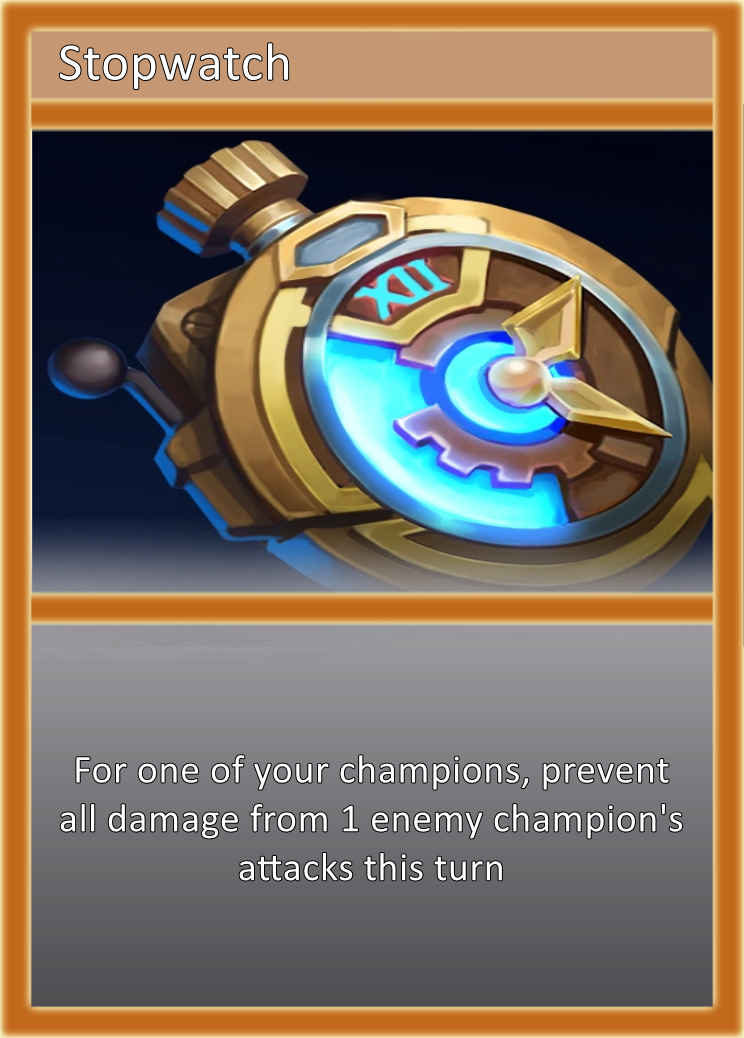 Stopwatch
XII
For one of your champions, prevent
all damage from 1 enemy champion's
attacks this turn